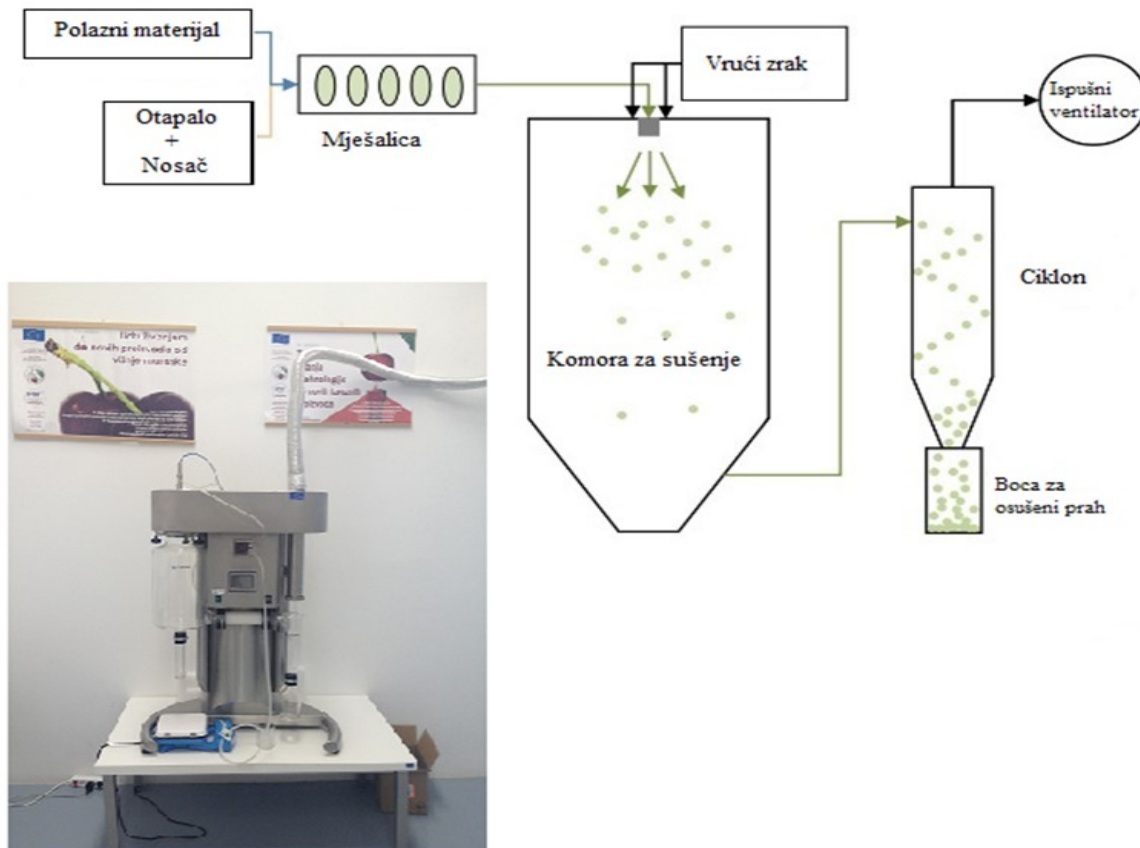 Polazni materijal
Otapalo
+
Nosač
Mješalica
Vrući zrak
Ispušni
ventilator
Komora za sušenje
Ciklon
Boca za
osušeni prah